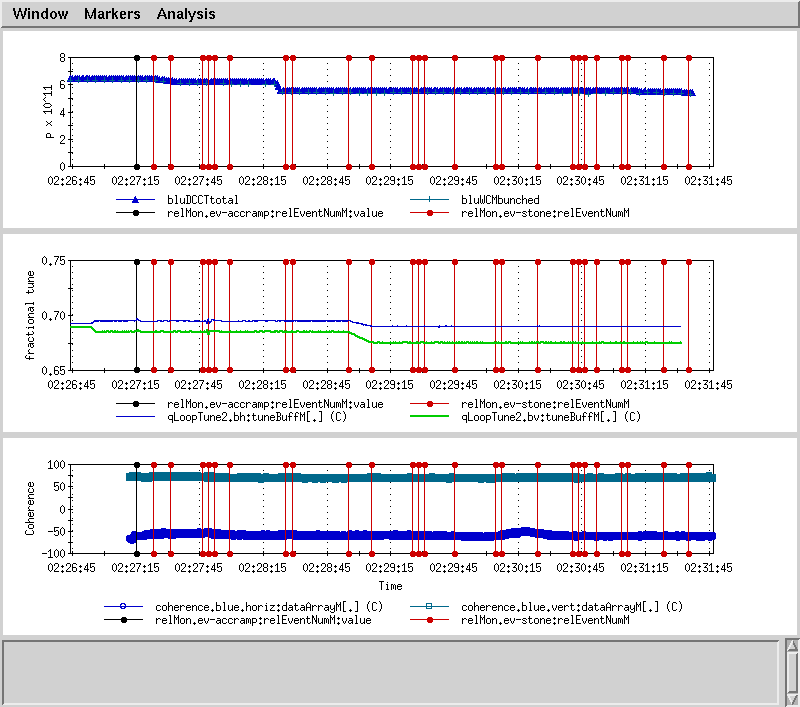 Window Markers Analysis
8
6
4
2
0
P x 10^11
02:26:45 02:27:15 02:27:45 02:28:15 02:28:45 02:29:15 02:29:45 02:30:15 02:30:45 02:31:15 02:31:45
bluDCCTtotal bluWCMbunched
relMon.ev-accramp:relEventNumM:value relMon.ev-stone:relEventNumM
0.75
0.70
0.65
fractional tune
02:26:45 02:27:15 02:27:45 02:28:15 02:28:45 02:29:15 02:29:45 02:30:15 02:30:45 02:31:15 02:31:45
relMon.ev-accramp:relEventNumM:value relMon.ev-stone:relEventNumM
qLoopTune2.bh:tuneBuffM[.] (C) qLoopTune2.bv:tuneBuffM[.] (C)
100
50
0
-50
-100
Coherence
02:26:45 02:27:15 02:27:45 02:28:15 02:28:45 02:29:15 02:29:45 02:30:15 02:30:45 02:31:15 02:31:45
Time
coherence.blue.horiz:dataArrayM[.] (C) coherence.blue.vert:dataArrayM[.] (C)
relMon.ev-accramp:relEventNumM:value relMon.ev-stone:relEventNumM